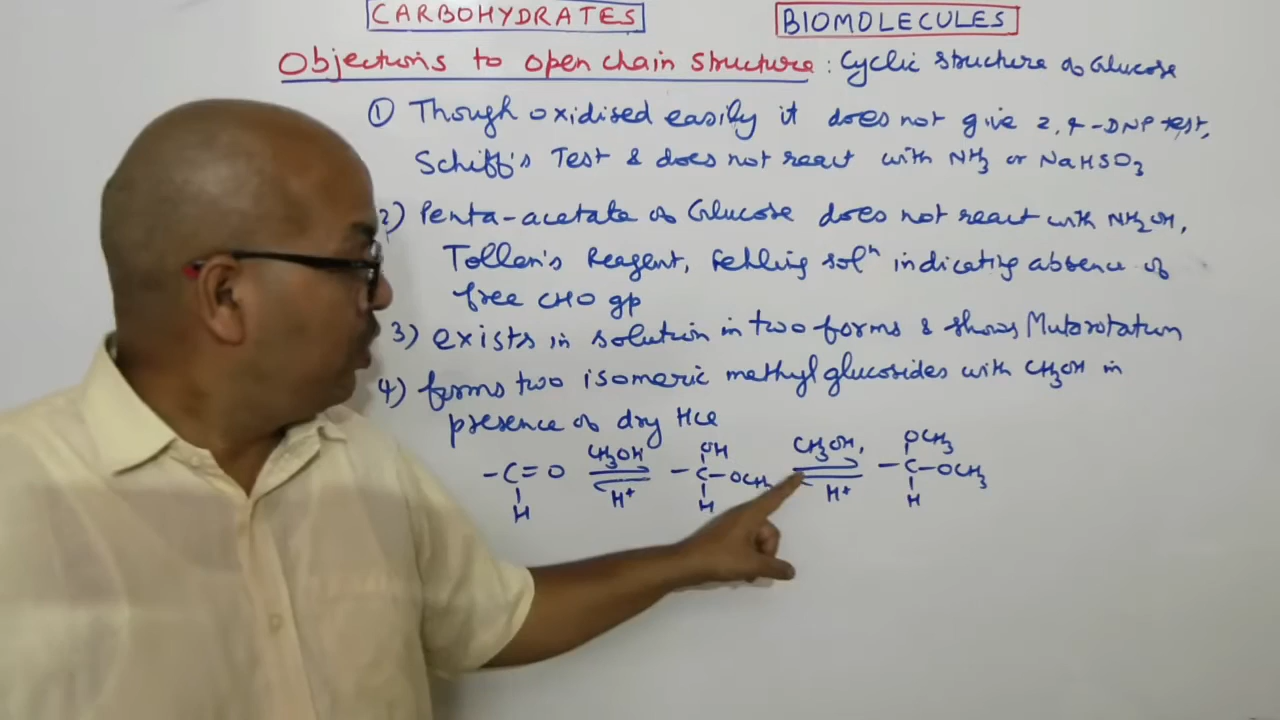 CARBOHYDRATES
BIOMOLECULES
Objections to open chain structure : Cyclic structure of Glucose
① Though oxidised easily it does not give 2,4-DNP test,
Schiff's Test & does not react with NH3 or NaHSO3
2) Penta-acetate of Glucose does not react with NH2OH,
Tollen's Reagent, Fehling solⁿ indicating absence of
free CHO gp
3) exists in solution in two forms & shows Mutarotation
4) forms two isomeric methyl glucosides with CH3OH in
presence of dry HCl
CH3OH OH CH3OH, OCH3
-C=O -C-OCH3 -C-OCH3
H H+ H H+ H